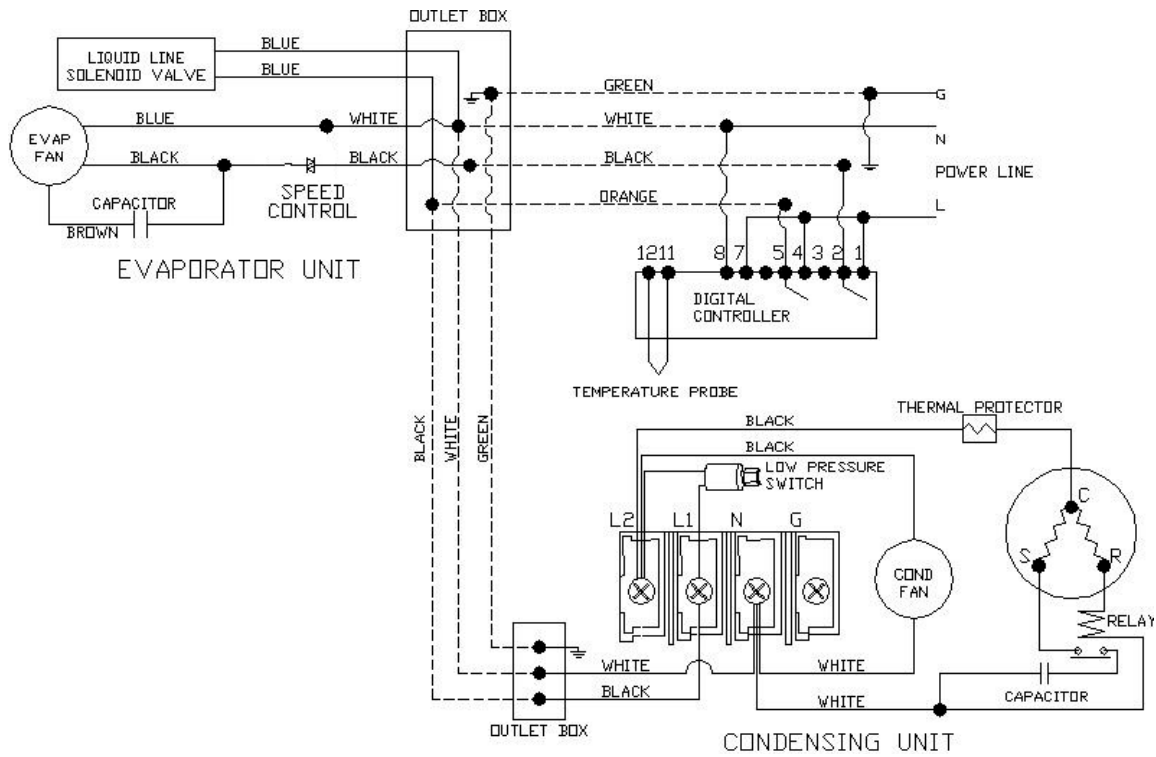 OUTLET BOX
BLUE
LIQUID LINE
SOLENOID VALVE
BLUE
GREEN
G
BLUE
WHITE
WHITE
N
EVAP
FAN
BLACK
BLACK
BLACK
POWER LINE
SPEED
CONTROL
CAPACITOR
ORANGE
L
BROWN
EVAPORATOR UNIT
12 11 8 7 5 4 3 2 1
DIGITAL
CONTROLLER
TEMPERATURE PROBE
BLACK
WHITE
GREEN
BLACK
THERMAL PROTECTOR
BLACK
LOW PRESSURE
SWITCH
L2 L1 N G
C
S
R
COND
FAN
RELAY
WHITE
WHITE
BLACK
CAPACITOR
WHITE
OUTLET BOX
CONDENSING UNIT